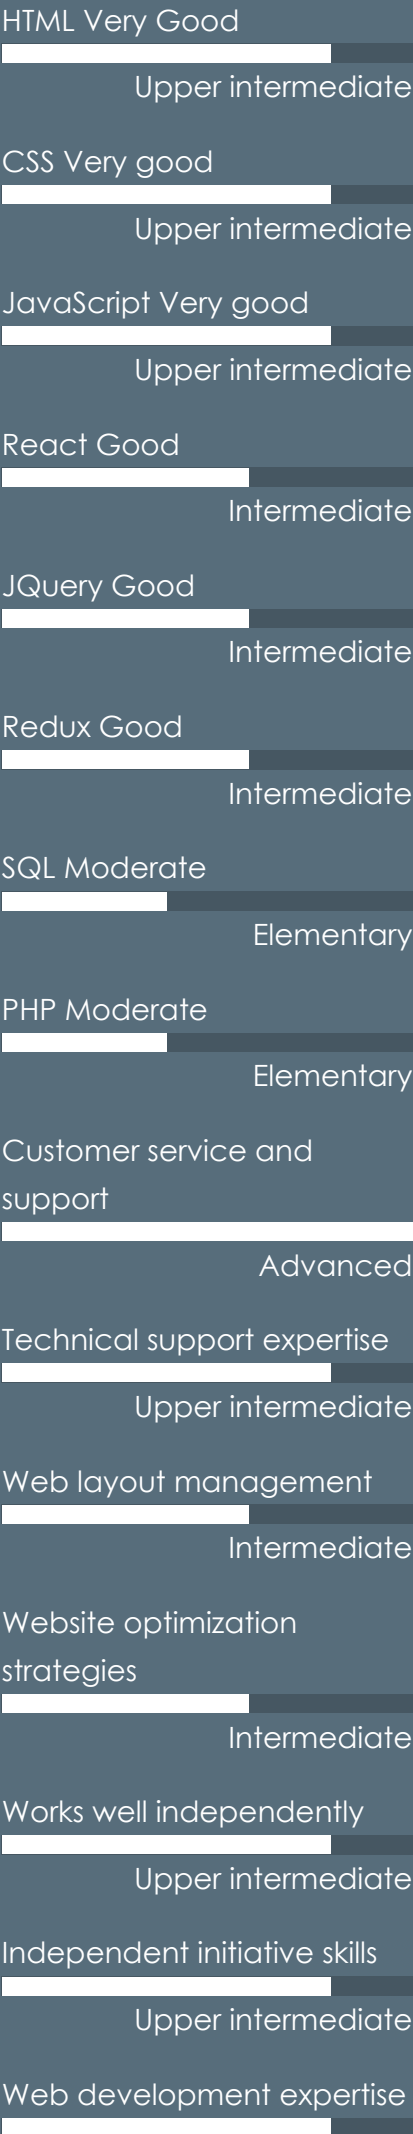 HTML Very Good
Upper intermediate
CSS Very good
Upper intermediate
JavaScript Very good
Upper intermediate
React Good
Intermediate
JQuery Good
Intermediate
Redux Good
Intermediate
SQL Moderate
Elementary
PHP Moderate
Elementary
Customer service and
support
Advanced
Technical support expertise
Upper intermediate
Web layout management
Intermediate
Website optimization
strategies
Intermediate
Works well independently
Upper intermediate
Independent initiative skills
Upper intermediate
Web development expertise